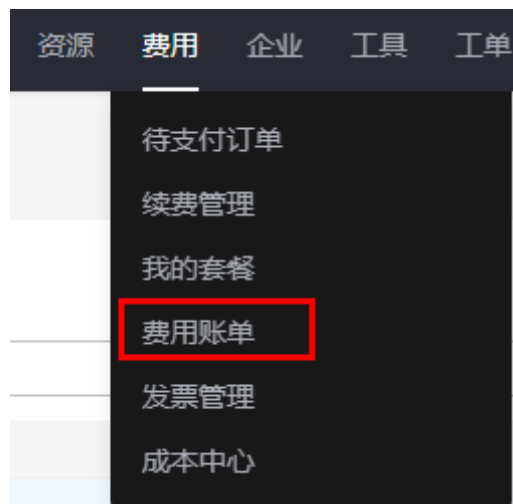 资源 费用 企业 工具 工单
待支付订单
续费管理
我的套餐
费用账单
发票管理
成本中心